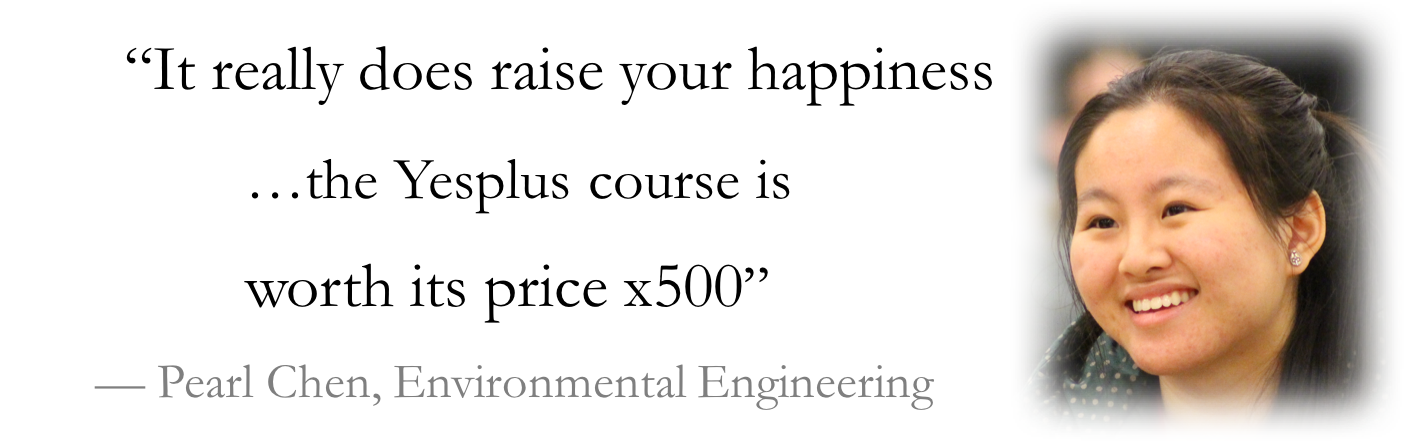 “It really does raise your happiness
…the Yesplus course is
worth its price x500”
— Pearl Chen, Environmental Engineering